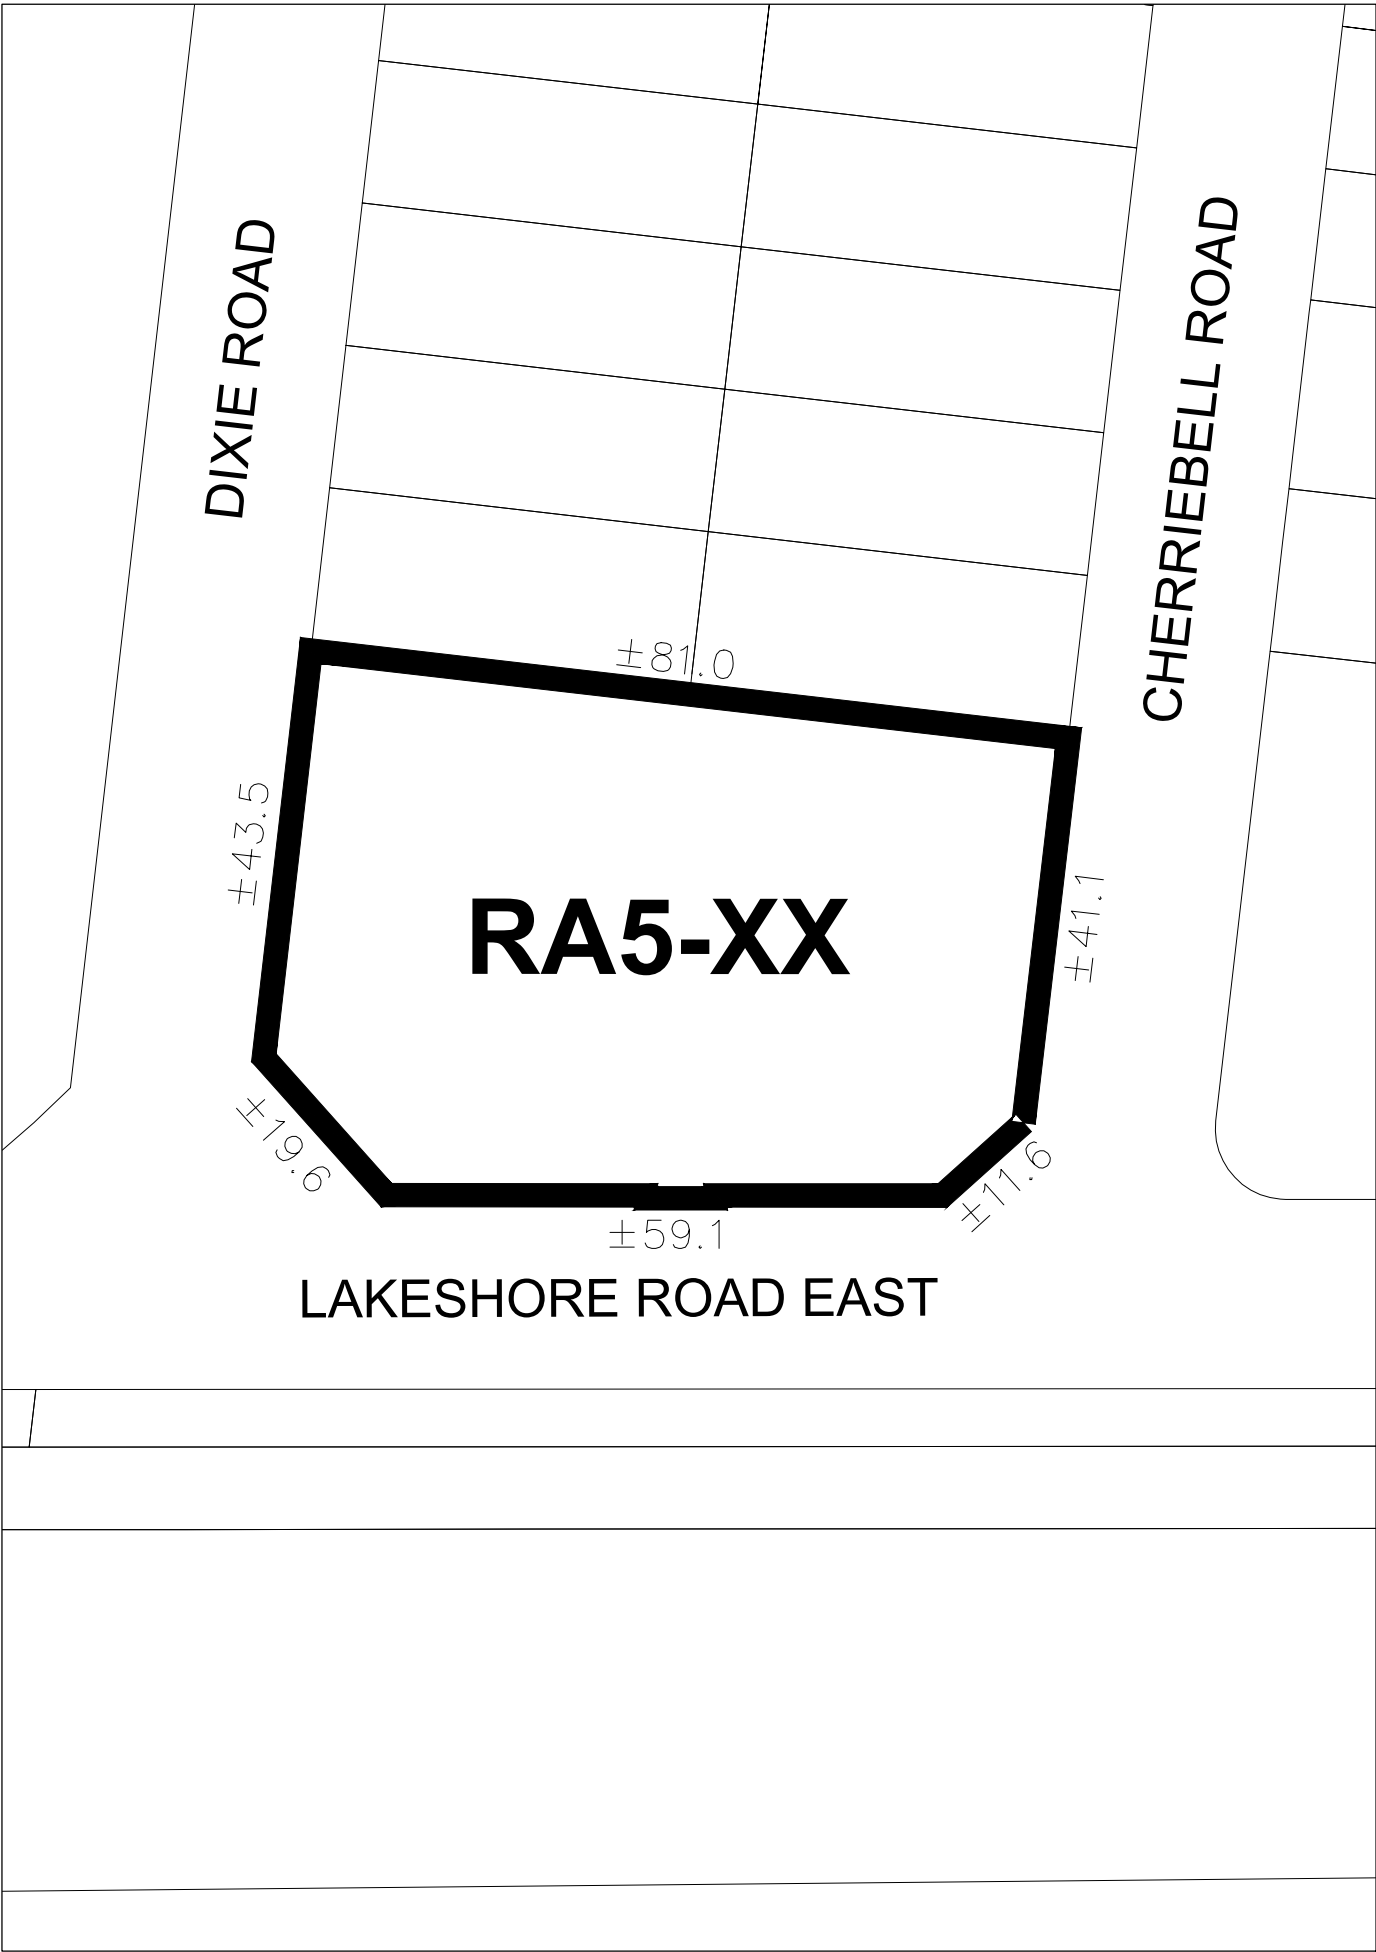 DIXIE ROAD
CHERRIEBELL ROAD
±81.0
±43.5
RA5-XX
±41.1
±19.6
±11.6
±59.1
LAKESHORE ROAD EAST